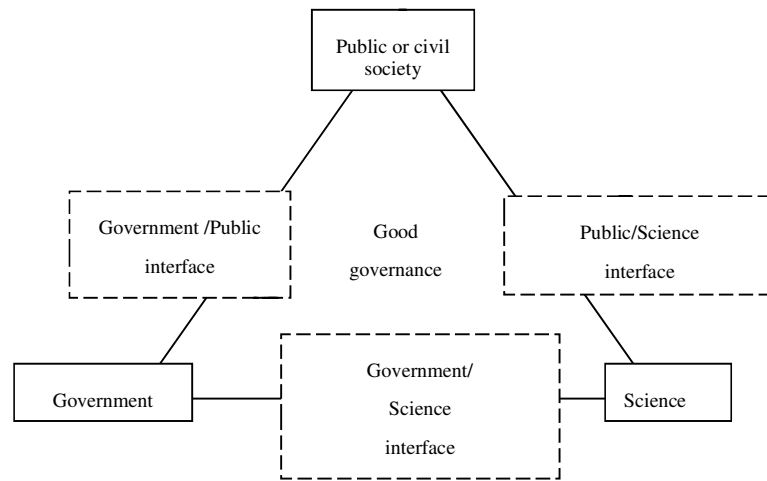 Public or civil
society
Government /Public
interface
Good
governance
Public/Science
interface
Government
Government/
Science
interface
Science